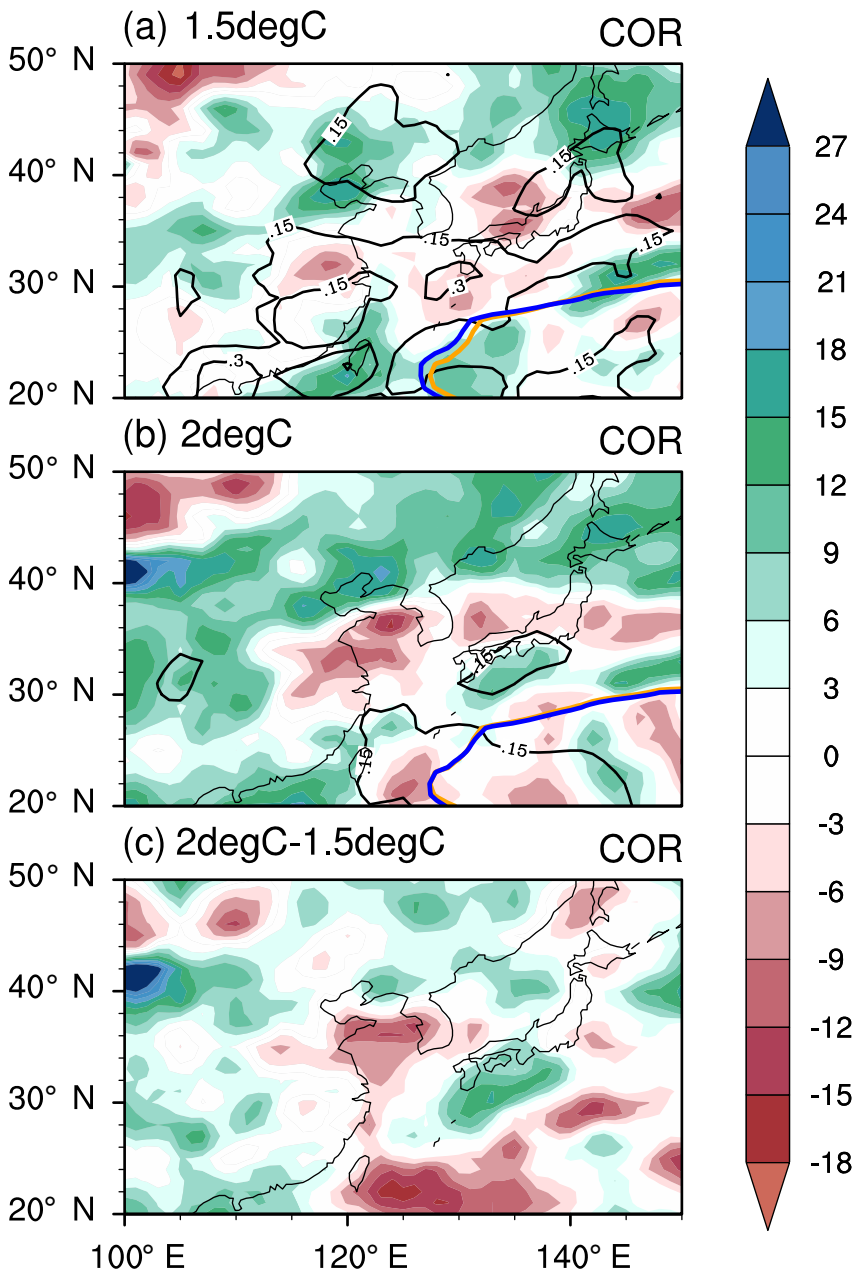 (a) 1.5degC COR
50° N
40° N
30° N
20° N
.15
.15
.15
.15
.15
.15
.3
.3
.15
(b) 2degC COR
50° N
40° N
30° N
20° N
.15
.15
.15
(c) 2degC-1.5degC COR
50° N
40° N
30° N
20° N
100° E 120° E 140° E
27
24
21
18
15
12
9
6
3
0
-3
-6
-9
-12
-15
-18